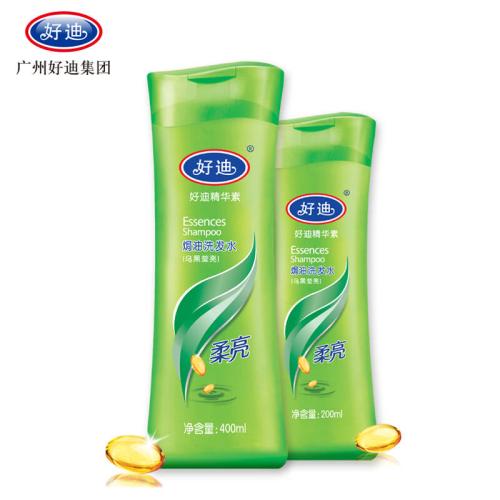 好迪®
广州好迪集团
好迪®
好迪精华素
Essences
Shampoo
焗油洗发水
(乌黑莹亮)
柔亮
净含量:400ml
好迪®
好迪精华素
Essences
Shampoo
焗油洗发水
(乌黑莹亮)
柔亮
净含量:200ml